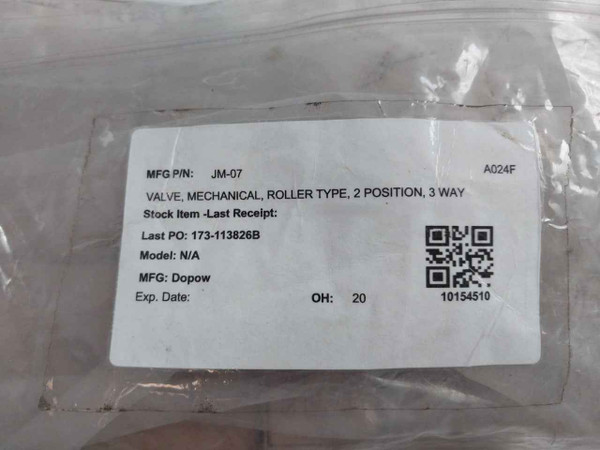 MFG P/N: JM-07 A024F
VALVE, MECHANICAL, ROLLER TYPE, 2 POSITION, 3 WAY
Stock Item -Last Receipt:
Last PO: 173-113826B
Model: N/A
MFG: Dopow
Exp. Date: OH: 20 10154510